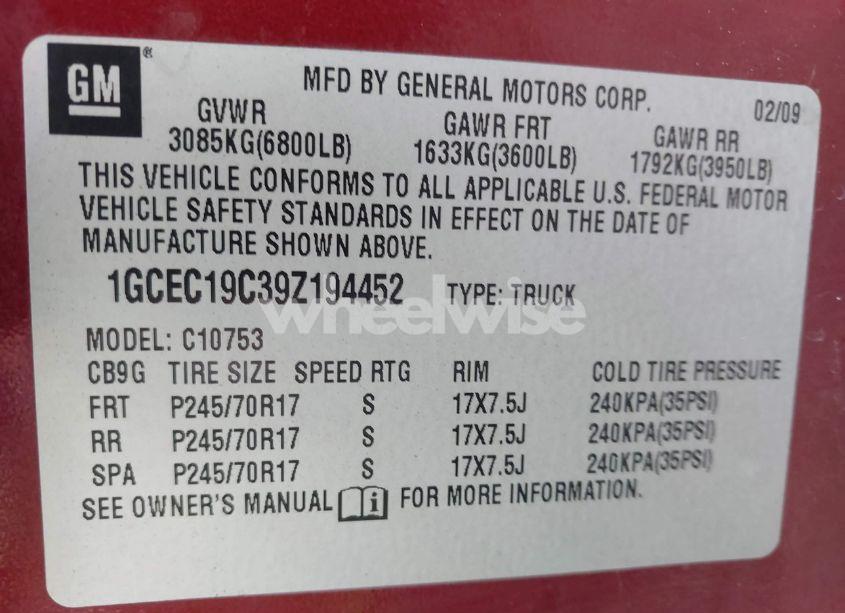 GM ®
MFD BY GENERAL MOTORS CORP.
02/09
GVWR GAWR FRT GAWR RR
3085KG(6800LB) 1633KG(3600LB) 1792KG(3950LB)
THIS VEHICLE CONFORMS TO ALL APPLICABLE U.S. FEDERAL MOTOR
VEHICLE SAFETY STANDARDS IN EFFECT ON THE DATE OF
MANUFACTURE SHOWN ABOVE.
1GCEC19C39Z194452 TYPE: TRUCK
wheelwise
MODEL: C10753
CB9G TIRE SIZE SPEED RTG RIM COLD TIRE PRESSURE
FRT P245/70R17 S 17X7.5J 240KPA(35PSI)
RR P245/70R17 S 17X7.5J 240KPA(35PSI)
SPA P245/70R17 S 17X7.5J 240KPA(35PSI)
SEE OWNER'S MANUAL i FOR MORE INFORMATION.